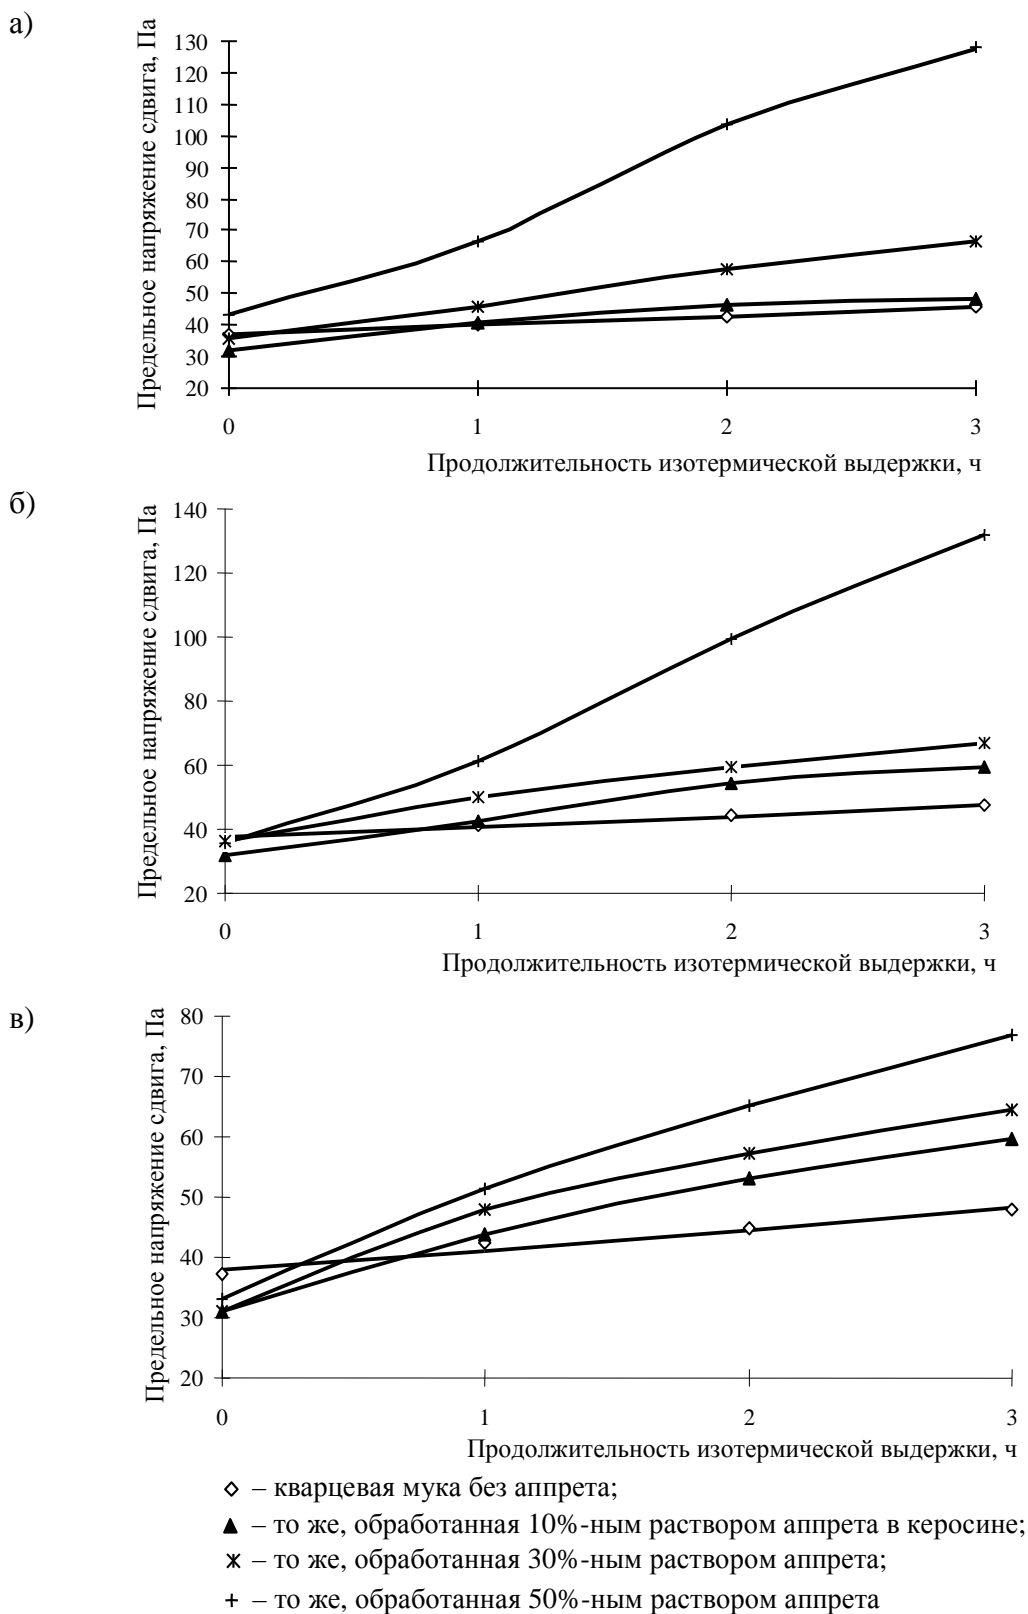 а)
Предельное напряжение сдвига, Па
130
120
110
100
90
80
70
60
50
40
30
20
0 1 2 3
Продолжительность изотермической выдержки, ч
б)
Предельное напряжение сдвига, Па
140
120
100
80
60
40
20
0 1 2 3
Продолжительность изотермической выдержки, ч
в)
Предельное напряжение сдвига, Па
80
70
60
50
40
30
20
0 1 2 3
Продолжительность изотермической выдержки, ч
– кварцевая мука без аппрета;
– то же, обработанная 10%-ным раствором аппрета в керосине;
– то же, обработанная 30%-ным раствором аппрета;
– то же, обработанная 50%-ным раствором аппрета